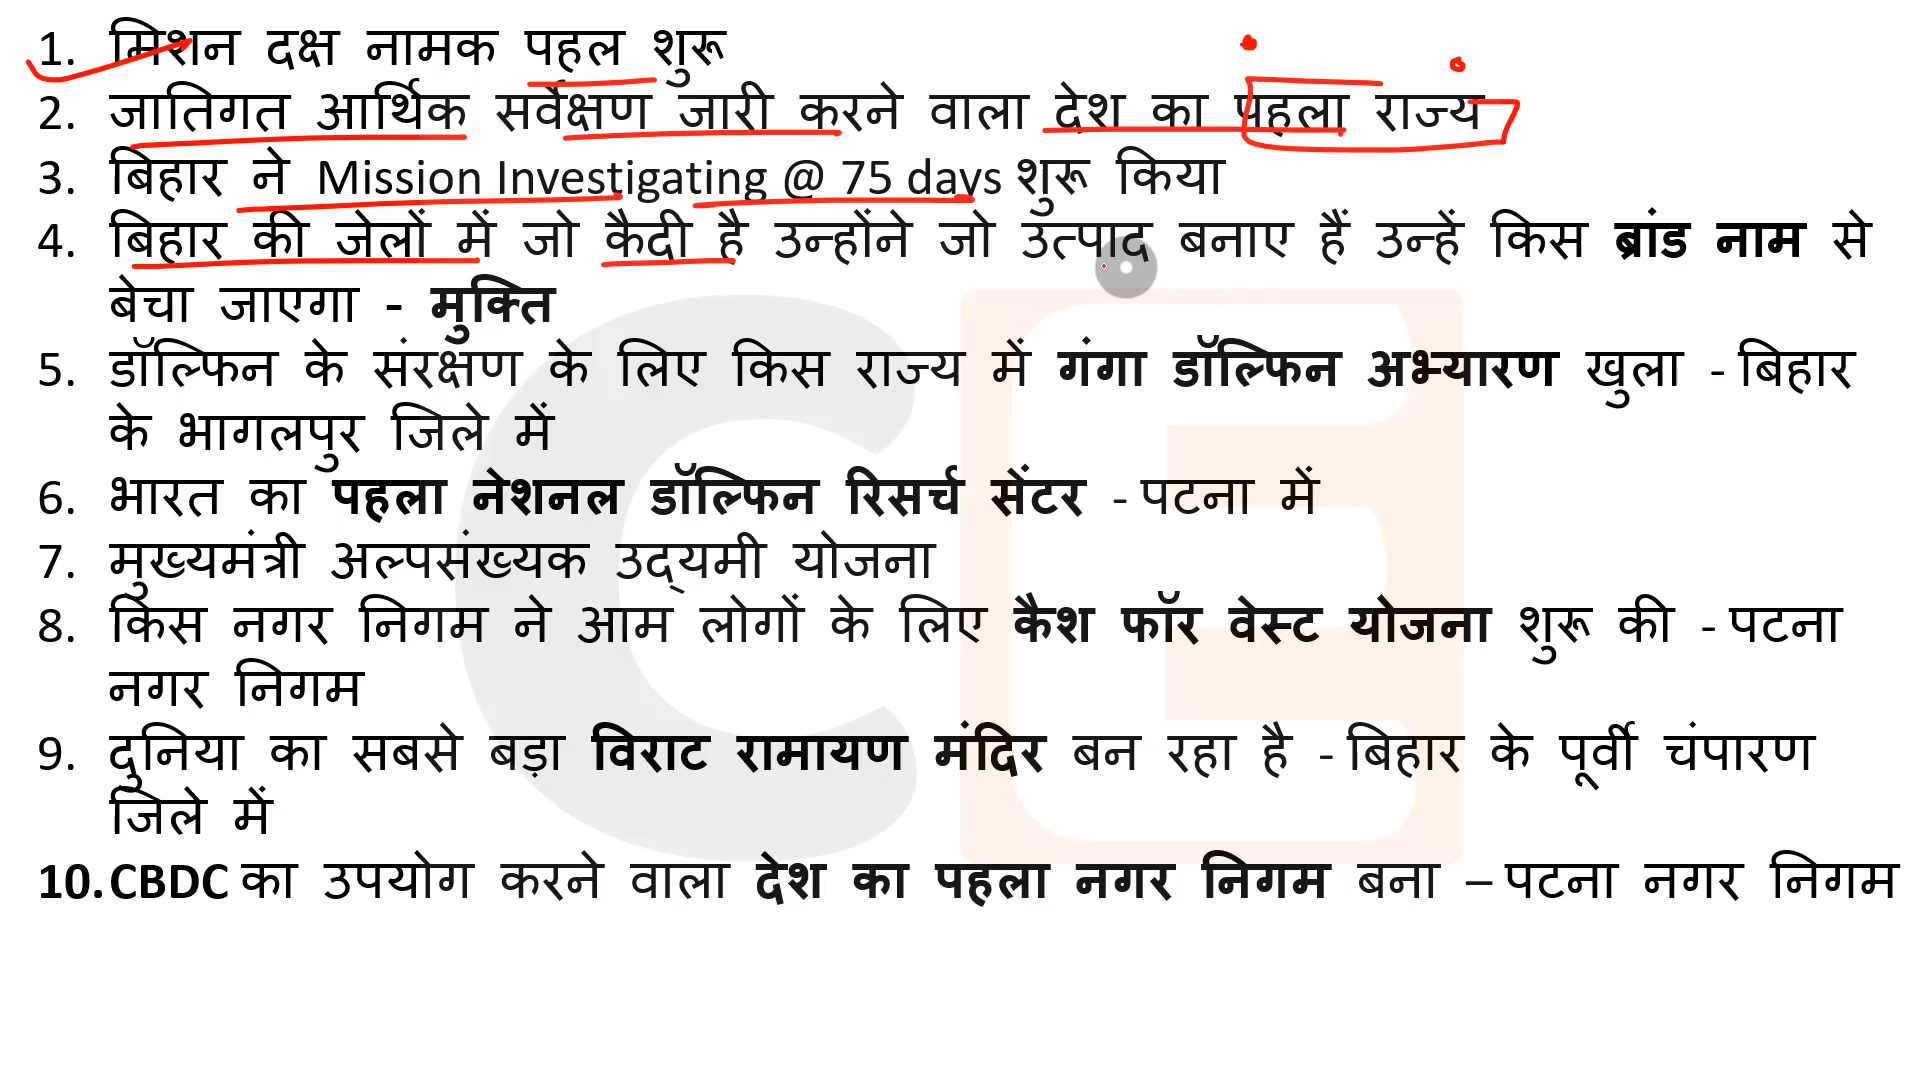 1. मिशन दक्ष नामक पहल शुरू
2. जातिगत आर्थिक सर्वेक्षण जारी करने वाला देश का पहला राज्य
3. बिहार ने Mission Investigating @ 75 days शुरू किया
4. बिहार की जेलों में जो कैदी है उन्होंने जो उत्पाद बनाए हैं उन्हें किस ब्रांड नाम से
बेचा जाएगा - मुक्ति
5. डॉल्फिन के संरक्षण के लिए किस राज्य में गंगा डॉल्फिन अभ्यारण खुला - बिहार
के भागलपुर जिले में
6. भारत का पहला नेशनल डॉल्फिन रिसर्च सेंटर - पटना में
7. मुख्यमंत्री अल्पसंख्यक उद्यमी योजना
8. किस नगर निगम ने आम लोगों के लिए कैश फॉर वेस्ट योजना शुरू की - पटना
नगर निगम
9. दुनिया का सबसे बड़ा विराट रामायण मंदिर बन रहा है - बिहार के पूर्वी चंपारण
जिले में
10. CBDC का उपयोग करने वाला देश का पहला नगर निगम बना – पटना नगर निगम